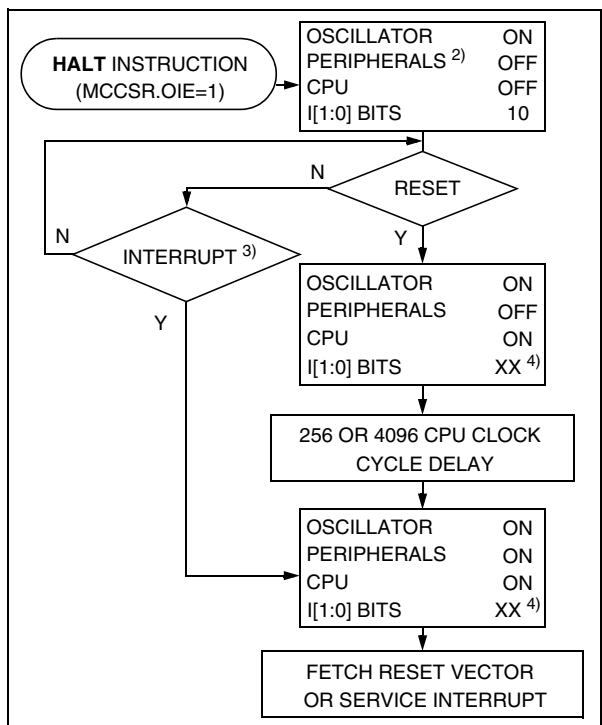 HALT INSTRUCTION
(MCCSR.OIE=1)
OSCILLATOR ON
PERIPHERALS 2) OFF
CPU OFF
I[1:0] BITS 10
RESET
N
Y
INTERRUPT 3)
N
Y
OSCILLATOR ON
PERIPHERALS OFF
CPU ON
I[1:0] BITS XX 4)
256 OR 4096 CPU CLOCK
CYCLE DELAY
OSCILLATOR ON
PERIPHERALS ON
CPU ON
I[1:0] BITS XX 4)
FETCH RESET VECTOR
OR SERVICE INTERRUPT